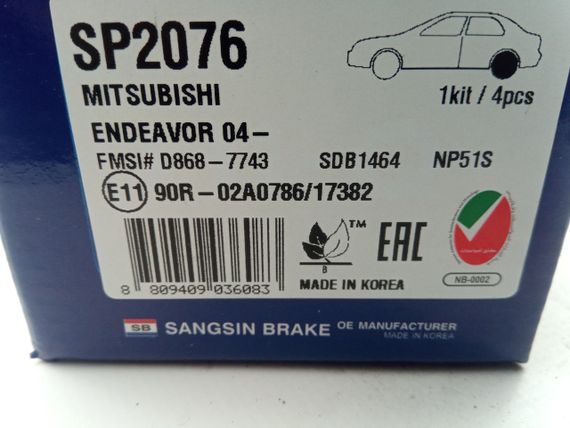 SP2076
MITSUBISHI
1kit / 4pcs
ENDEAVOR 04-
FMSI# D868-7743 SDB1464 NP51S
E11 90R-02A0786/17382
TM
EAC
B
8 809409 036083
MADE IN KOREA
NB-0002
SB SANGSIN BRAKE OE MANUFACTURER
MADE IN KOREA